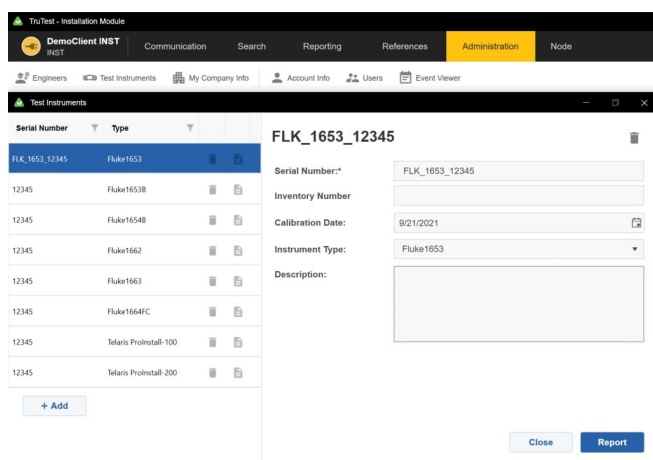 TruTest - Installation Module
DemoClient INST
INST
Communication
Search
Reporting
References
Administration
Node
Engineers
Test Instruments
My Company Info
Account Info
Users
Event Viewer
Test Instruments
Serial Number
Type
FLK_1653_12345
Fluke1653
12345
Fluke1653B
12345
Fluke1654B
12345
Fluke1662
12345
Fluke1663
12345
Fluke1664FC
12345
Telaris ProInstall-100
12345
Telaris ProInstall-200
+ Add
FLK_1653_12345
Serial Number:*
FLK_1653_12345
Inventory Number
Calibration Date:
9/21/2021
Instrument Type:
Fluke1653
Description:
Close
Report